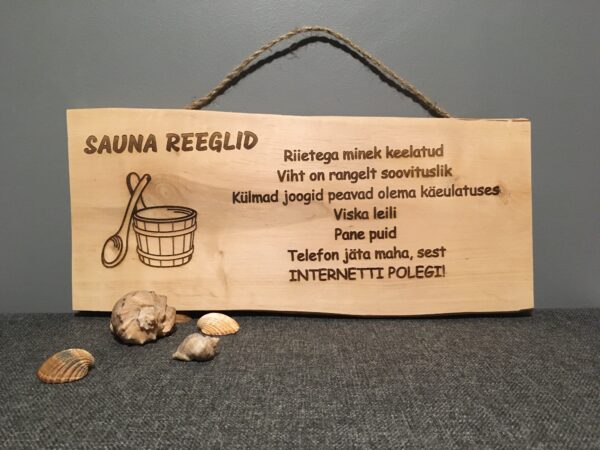 SAUNA REEGLID
Riietega minek keelatud
Viht on rangelt soovituslik
Külmad joogid peavad olema käeulatuses
Viska leili
Pane puid
Telefon jäta maha, sest
INTERNETTI POLEGI!